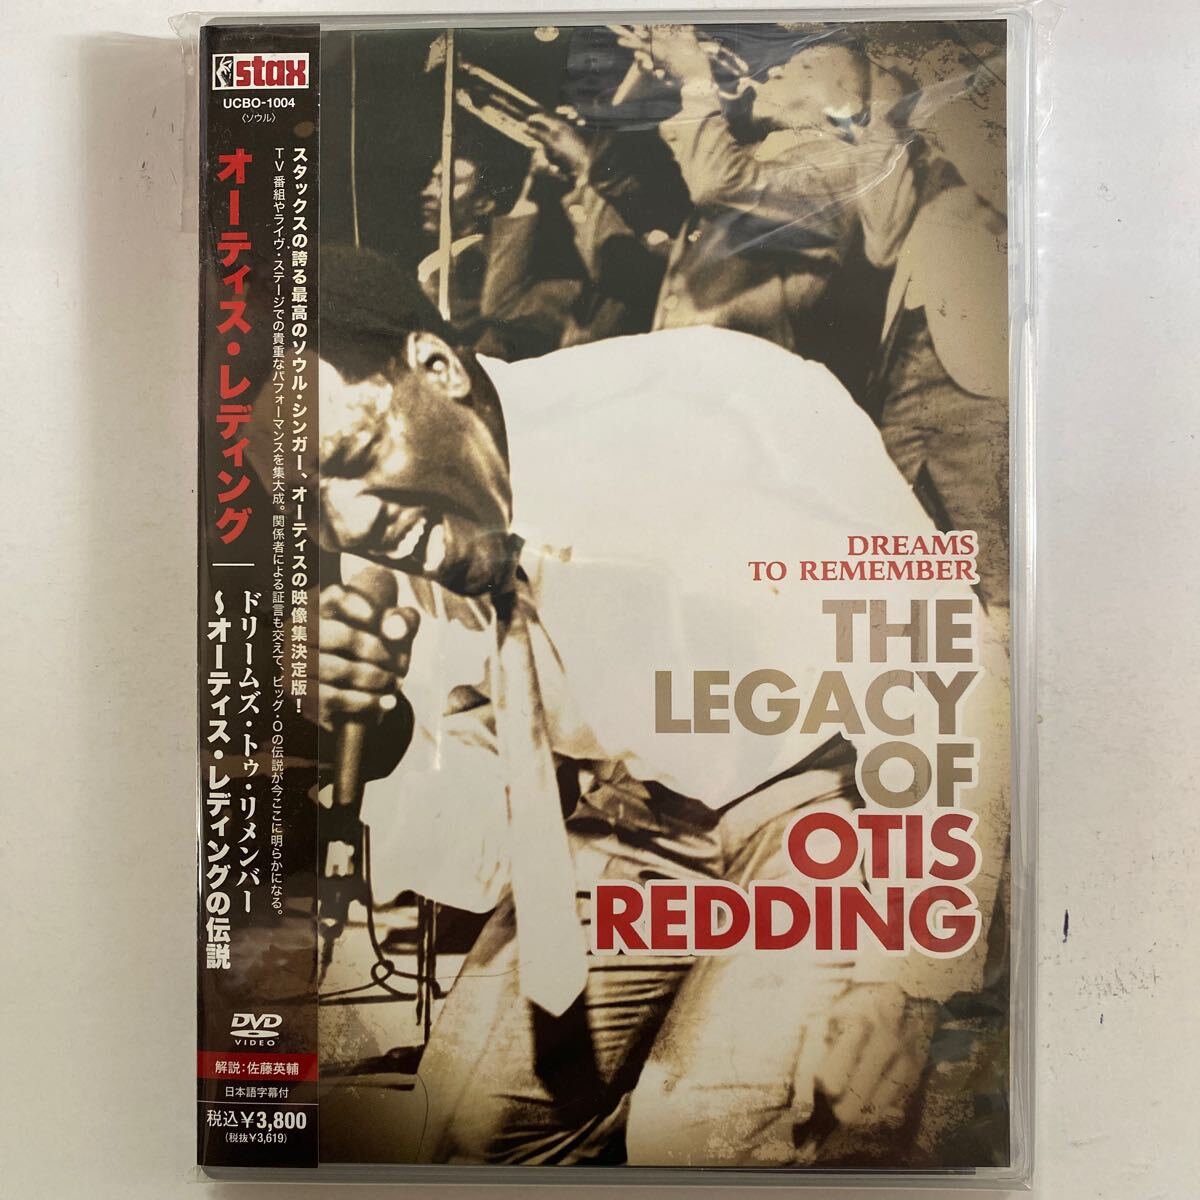 stax
UCBO-1004
〈ソウル〉
スタックスの誇る最高のソウル・シンガー、オーティスの映像集決定版！
TV番組やライヴ・ステージでの貴重なパフォーマンスを集大成。関係者による証言も交えて、ビッグ・Oの伝説が今ここに明らかになる。
オーティス・レディング
ドリームズ・トゥ・リメンバー
～オーティス・レディングの伝説
DVD
VIDEO
解説：佐藤英輔
日本語字幕付
税込¥3,800
(税抜¥3,619)
DREAMS
TO REMEMBER
THE
LEGACY
OF
OTIS
REDDING